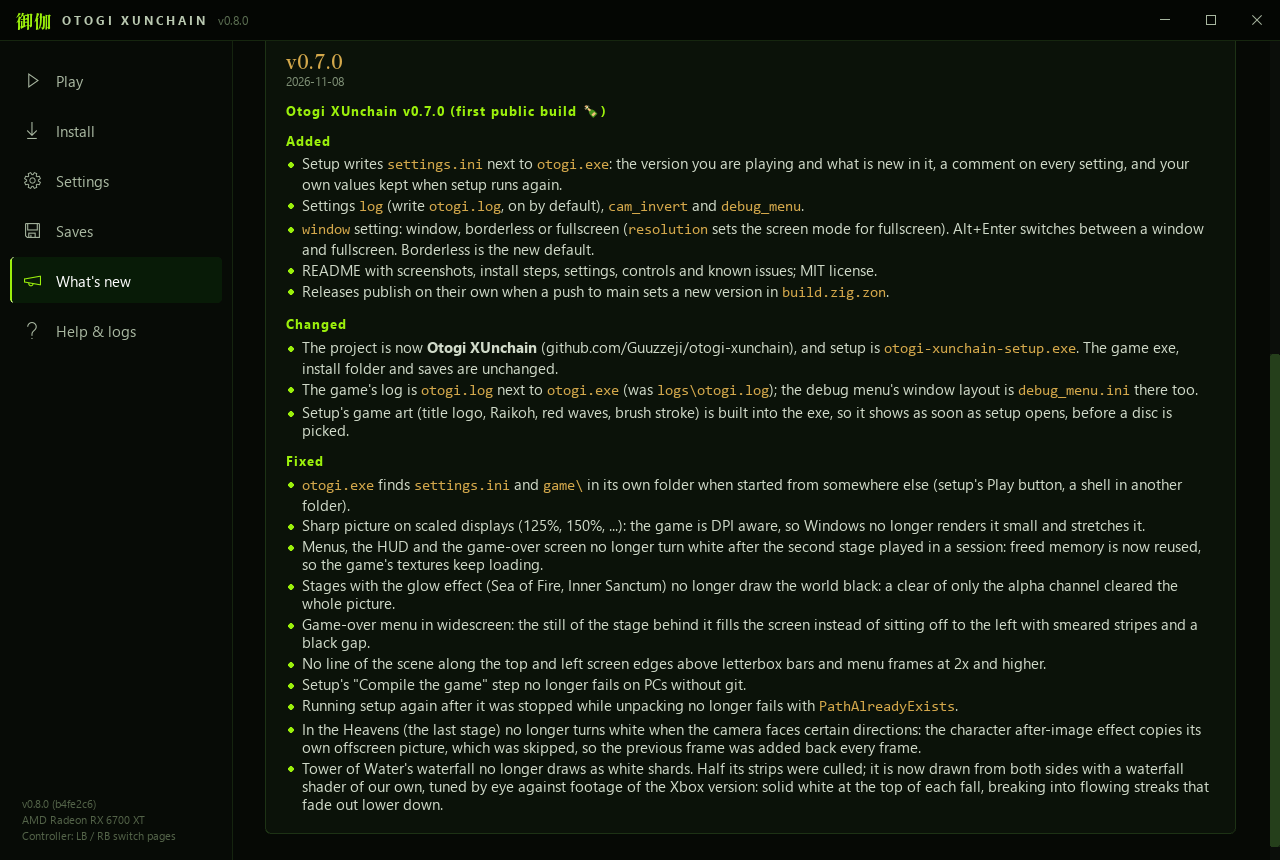 御伽 OTOGI XUNCHAIN v0.8.0
Play
Install
Settings
Saves
What's new
Help & logs
v0.8.0 (b4fe2c6)
AMD Radeon RX 6700 XT
Controller: LB / RB switch pages
v0.7.0
2026-11-08
Otogi XUnchain v0.7.0 (first public build 🍾)
Added
Setup writes settings.ini next to otogi.exe: the version you are playing and what is new in it, a comment on every setting, and your
own values kept when setup runs again.
Settings log (write otogi.log, on by default), cam_invert and debug_menu.
window setting: window, borderless or fullscreen (resolution sets the screen mode for fullscreen). Alt+Enter switches between a window
and fullscreen. Borderless is the new default.
README with screenshots, install steps, settings, controls and known issues; MIT license.
Releases publish on their own when a push to main sets a new version in build.zig.zon.
Changed
The project is now Otogi XUnchain (github.com/Guuzzeji/otogi-xunchain), and setup is otogi-xunchain-setup.exe. The game exe,
install folder and saves are unchanged.
The game's log is otogi.log next to otogi.exe (was logs\otogi.log); the debug menu's window layout is debug_menu.ini there too.
Setup's game art (title logo, Raikoh, red waves, brush stroke) is built into the exe, so it shows as soon as setup opens, before a disc is
picked.
Fixed
otogi.exe finds settings.ini and game\ in its own folder when started from somewhere else (setup's Play button, a shell in another
folder).
Sharp picture on scaled displays (125%, 150%, ...): the game is DPI aware, so Windows no longer renders it small and stretches it.
Menus, the HUD and the game-over screen no longer turn white after the second stage played in a session: freed memory is now reused,
so the game's textures keep loading.
Stages with the glow effect (Sea of Fire, Inner Sanctum) no longer draw the world black: a clear of only the alpha channel cleared the
whole picture.
Game-over menu in widescreen: the still of the stage behind it fills the screen instead of sitting off to the left with smeared stripes and a
black gap.
No line of the scene along the top and left screen edges above letterbox bars and menu frames at 2x and higher.
Setup's "Compile the game" step no longer fails on PCs without git.
Running setup again after it was stopped while unpacking no longer fails with PathAlreadyExists.
In the Heavens (the last stage) no longer turns white when the camera faces certain directions: the character after-image effect copies its
own offscreen picture, which was skipped, so the previous frame was added back every frame.
Tower of Water's waterfall no longer draws as white shards. Half its strips were culled; it is now drawn from both sides with a waterfall
shader of our own, tuned by eye against footage of the Xbox version: solid white at the top of each fall, breaking into flowing streaks that
fade out lower down.